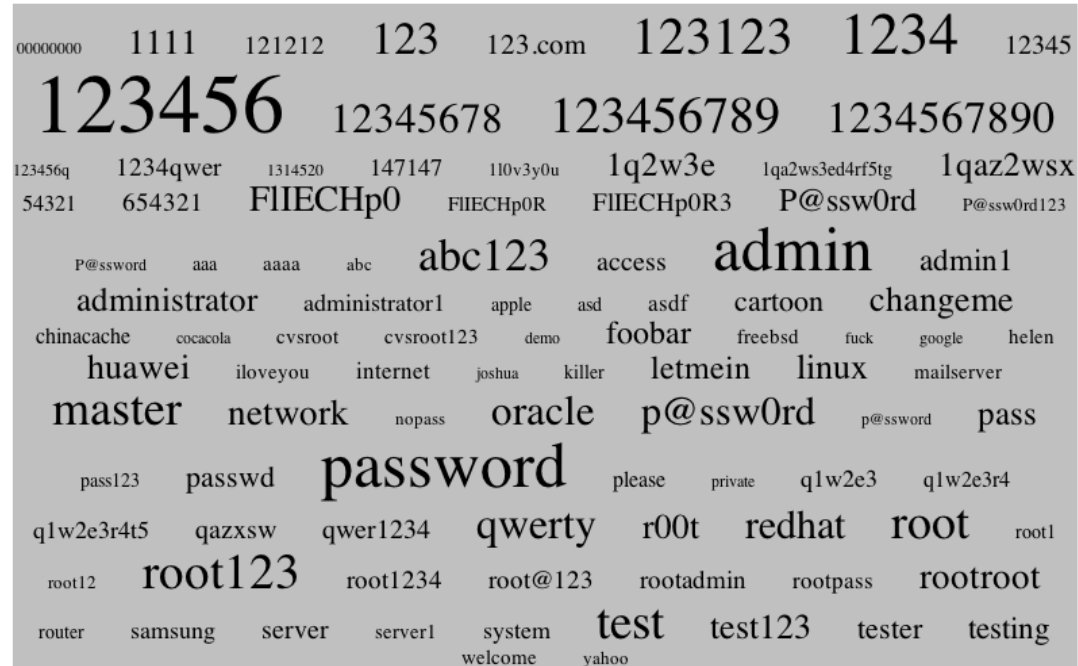 00000000 1111 121212 123 123.com 123123 1234 12345
123456 12345678 123456789 1234567890
123456q 1234qwer 1314520 147147 1l0v3y0u 1q2w3e 1qa2ws3ed4rf5tg 1qaz2wsx
54321 654321 FlIECHp0 FlIECHp0R FlIECHp0R3 P@ssw0rd P@ssw0rd123
P@ssword aaa aaaa abc abc123 access admin admin1
administrator administrator1 apple asd asdf cartoon changeme
chinacache cocacola cvsroot cvsroot123 demo foobar freebsd fuck google helen
huawei iloveyou internet joshua killer letmein linux mailserver
master network nopass oracle p@ssw0rd p@ssword pass
pass123 passwd password please private q1w2e3 q1w2e3r4
q1w2e3r4t5 qazxsw qwer1234 qwerty r00t redhat root root1
root12 root123 root1234 root@123 rootadmin rootpass rootroot
router samsung server server1 system test test123 tester testing
welcome yahoo